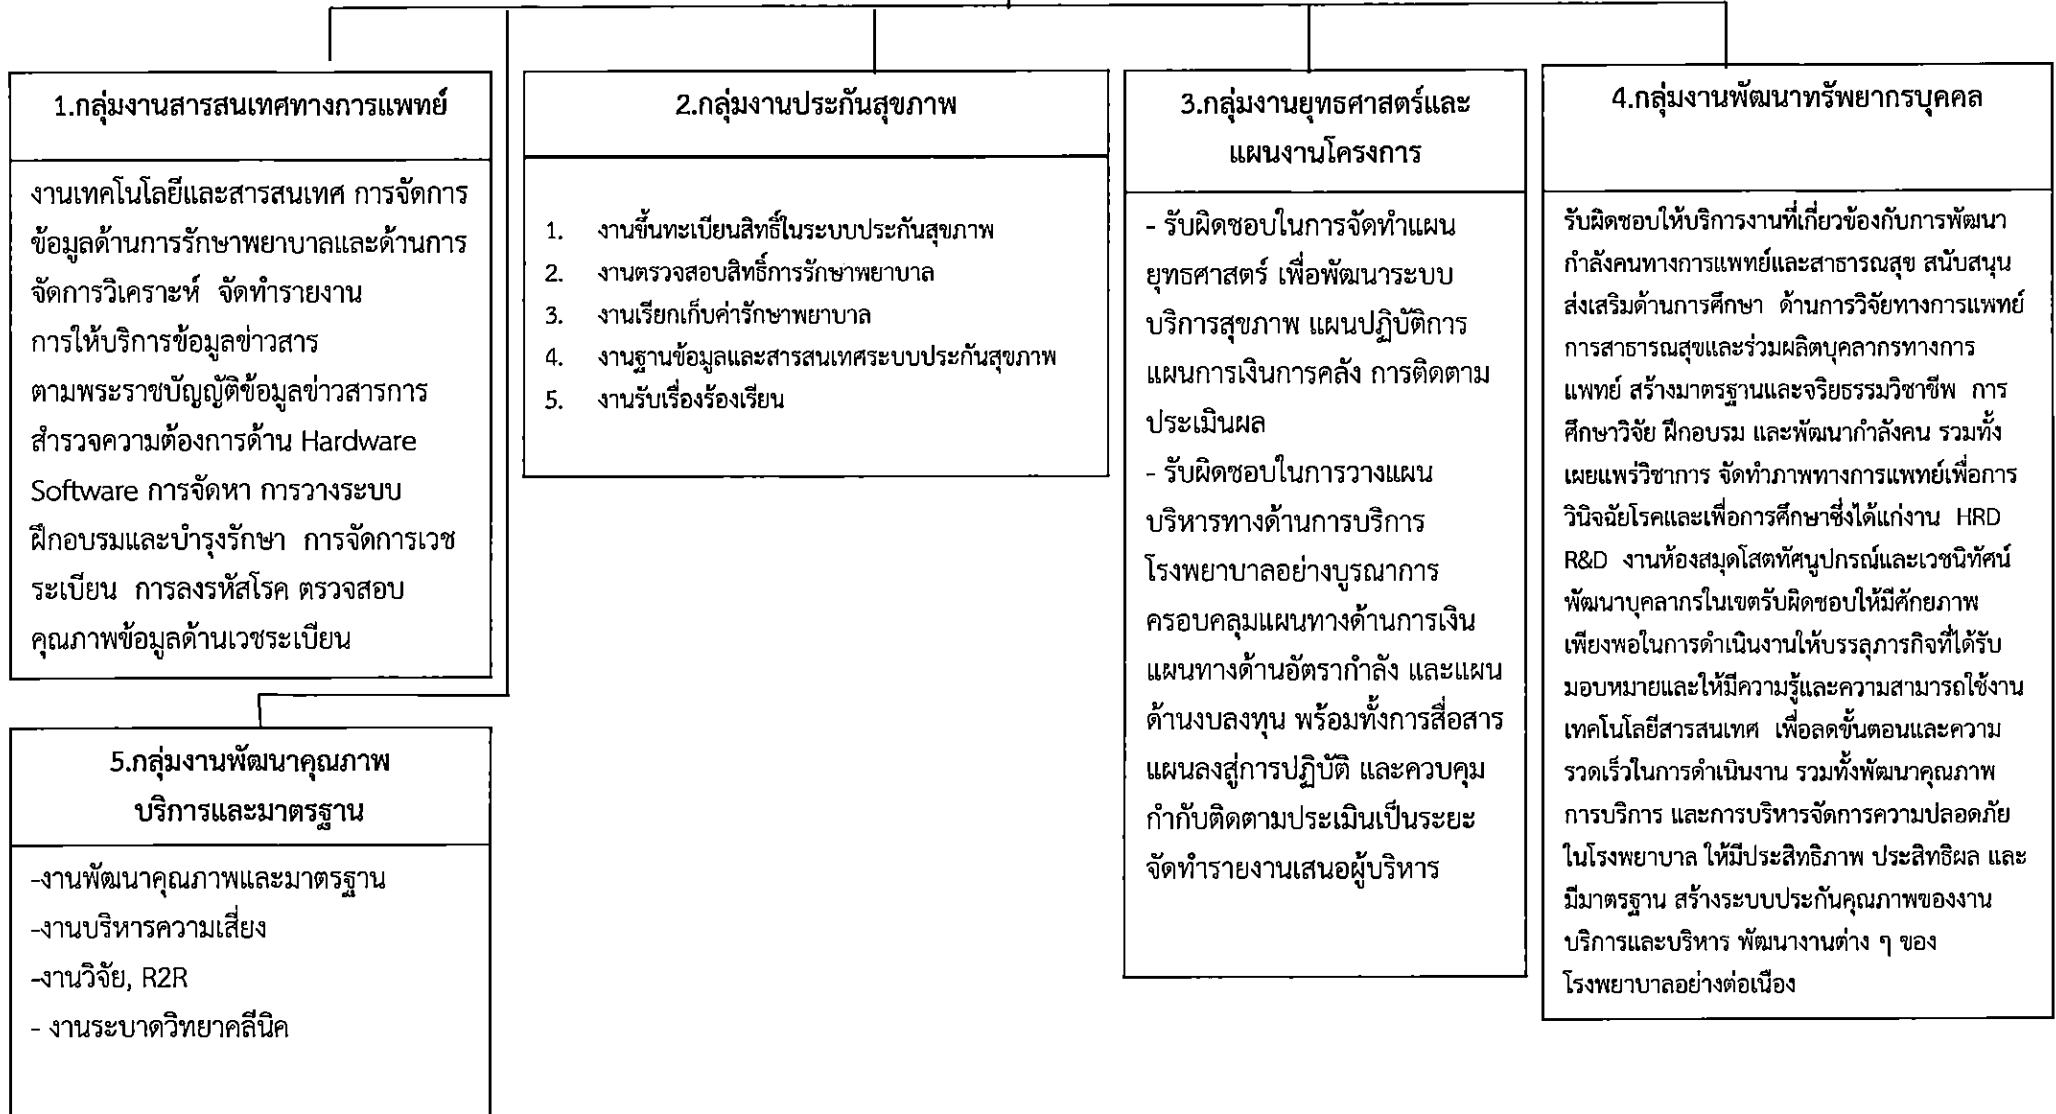 1.กลุ่มงานสารสนเทศทางการแพทย์
งานเทคโนโลยีและสารสนเทศ การจัดการ
ข้อมูลด้านการรักษาพยาบาลและด้านการ
จัดการวิเคราะห์ จัดทำรายงาน
การให้บริการข้อมูลข่าวสาร
ตามพระราชบัญญัติข้อมูลข่าวสารการ
สำรวจความต้องการด้าน Hardware
Software การจัดหา การวางระบบ
ฝึกอบรมและบำรุงรักษา การจัดการเวช
ระเบียน การลงรหัสโรค ตรวจสอบ
คุณภาพข้อมูลด้านเวชระเบียน
2.กลุ่มงานประกันสุขภาพ
1. งานขึ้นทะเบียนสิทธิ์ในระบบประกันสุขภาพ
2. งานตรวจสอบสิทธิ์การรักษาพยาบาล
3. งานเรียกเก็บค่ารักษาพยาบาล
4. งานฐานข้อมูลและสารสนเทศระบบประกันสุขภาพ
5. งานรับเรื่องร้องเรียน
3.กลุ่มงานยุทธศาสตร์และ
แผนงานโครงการ
- รับผิดชอบในการจัดทำแผน
ยุทธศาสตร์ เพื่อพัฒนาระบบ
บริการสุขภาพ แผนปฏิบัติการ
แผนการเงินการคลัง การติดตาม
ประเมินผล
- รับผิดชอบในการวางแผน
บริหารทางด้านการบริการ
โรงพยาบาลอย่างบูรณาการ
ครอบคลุมแผนทางด้านการเงิน
แผนทางด้านอัตรากำลัง และแผน
ด้านงบลงทุน พร้อมทั้งการสื่อสาร
แผนลงสู่การปฏิบัติ และควบคุม
กำกับติดตามประเมินเป็นระยะ
จัดทำรายงานเสนอผู้บริหาร
4.กลุ่มงานพัฒนาทรัพยากรบุคคล
รับผิดชอบให้บริการงานที่เกี่ยวข้องกับการพัฒนา
กำลังคนทางการแพทย์และสาธารณสุข สนับสนุน
ส่งเสริมด้านการศึกษา ด้านการวิจัยทางการแพทย์
การสาธารณสุขและร่วมผลิตบุคลากรทางการ
แพทย์ สร้างมาตรฐานและจริยธรรมวิชาชีพ การ
ศึกษาวิจัย ฝึกอบรม และพัฒนากำลังคน รวมทั้ง
เผยแพร่วิชาการ จัดทำภาพทางการแพทย์เพื่อการ
วินิจฉัยโรคและเพื่อการศึกษาซึ่งได้แก่งาน HRD
R&D งานห้องสมุดโสตทัศนูปกรณ์และเวชนิทัศน์
พัฒนาบุคลากรในเขตรับผิดชอบให้มีศักยภาพ
เพียงพอในการดำเนินงานให้บรรลุภารกิจที่ได้รับ
มอบหมายและให้มีความรู้และความสามารถใช้งาน
เทคโนโลยีสารสนเทศ เพื่อลดขั้นตอนและความ
รวดเร็วในการดำเนินงาน รวมทั้งพัฒนาคุณภาพ
การบริการ และการบริหารจัดการความปลอดภัย
ในโรงพยาบาล ให้มีประสิทธิภาพ ประสิทธิผล และ
มีมาตรฐาน สร้างระบบประกันคุณภาพของงาน
บริการและบริหาร พัฒนางานต่าง ๆ ของ
โรงพยาบาลอย่างต่อเนื่อง
5.กลุ่มงานพัฒนาคุณภาพ
บริการและมาตรฐาน
-งานพัฒนาคุณภาพและมาตรฐาน
-งานบริหารความเสี่ยง
-งานวิจัย, R2R
- งานระบาดวิทยาคลีนิค